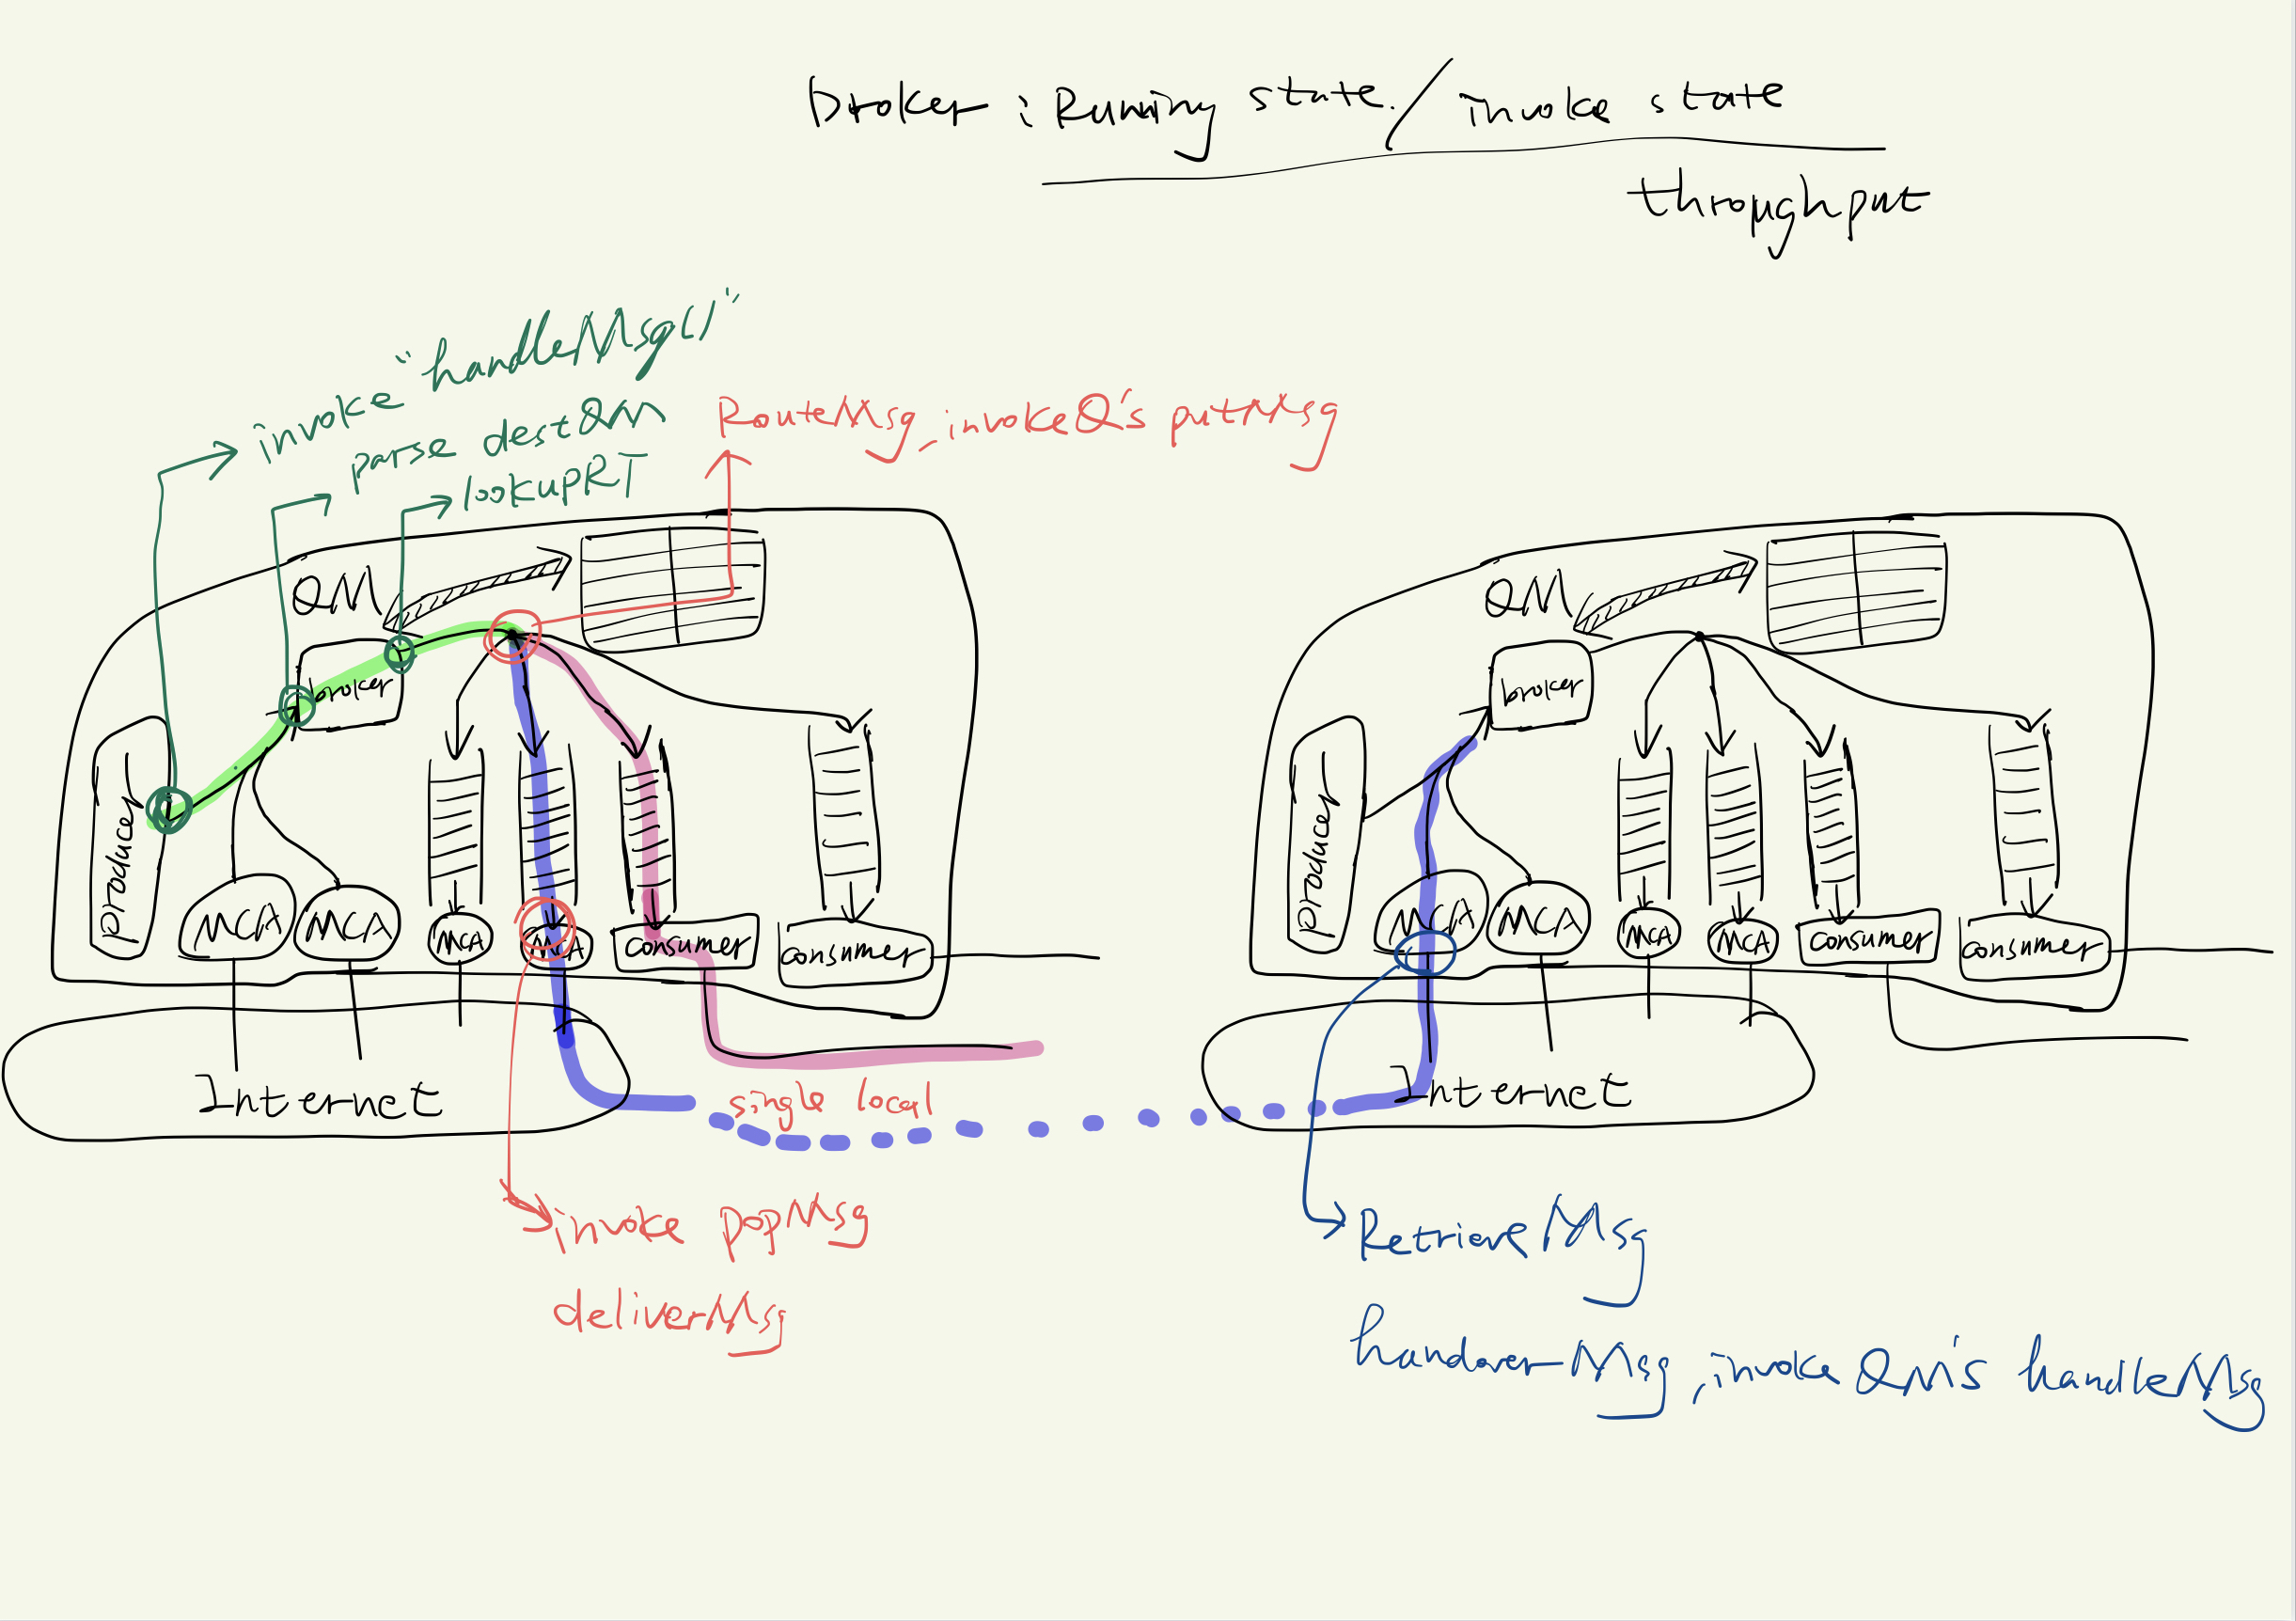 broker : Running state / invoke state
throughput
invoke "handleMsg()"
parse destQM
lookupRT
RouteMsg, invokeQ's putMsg
QM
broker
producer
MCA
MCA
MCA
MCA
consumer
consumer
Internet
single local
invoke popMsg
deliverMsg
QM
broker
producer
MCA
MCA
MCA
MCA
consumer
consumer
Internet
RetrieveMsg
handoverMsg, invoke QM's handleMsg